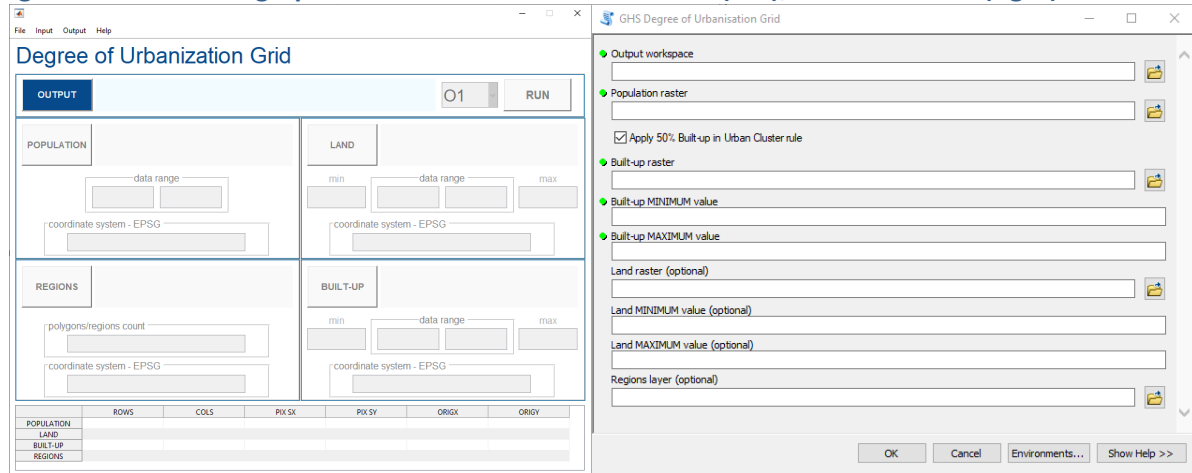 File Input Output Help
Degree of Urbanization Grid
OUTPUT
O1
RUN
POPULATION
data range
coordinate system - EPSG
LAND
min
data range
max
coordinate system - EPSG
REGIONS
polygons/regions count
coordinate system - EPSG
BUILT-UP
min
data range
max
coordinate system - EPSG
ROWS COLS PIX SX PIX SY ORIGX ORIGY
POPULATION
LAND
BUILT-UP
REGIONS
GHS Degree of Urbanisation Grid
Output workspace
Population raster
Apply 50% Built-up in Urban Cluster rule
Built-up raster
Built-up MINIMUM value
Built-up MAXIMUM value
Land raster (optional)
Land MINIMUM value (optional)
Land MAXIMUM value (optional)
Regions layer (optional)
OK Cancel Environments... Show Help >>